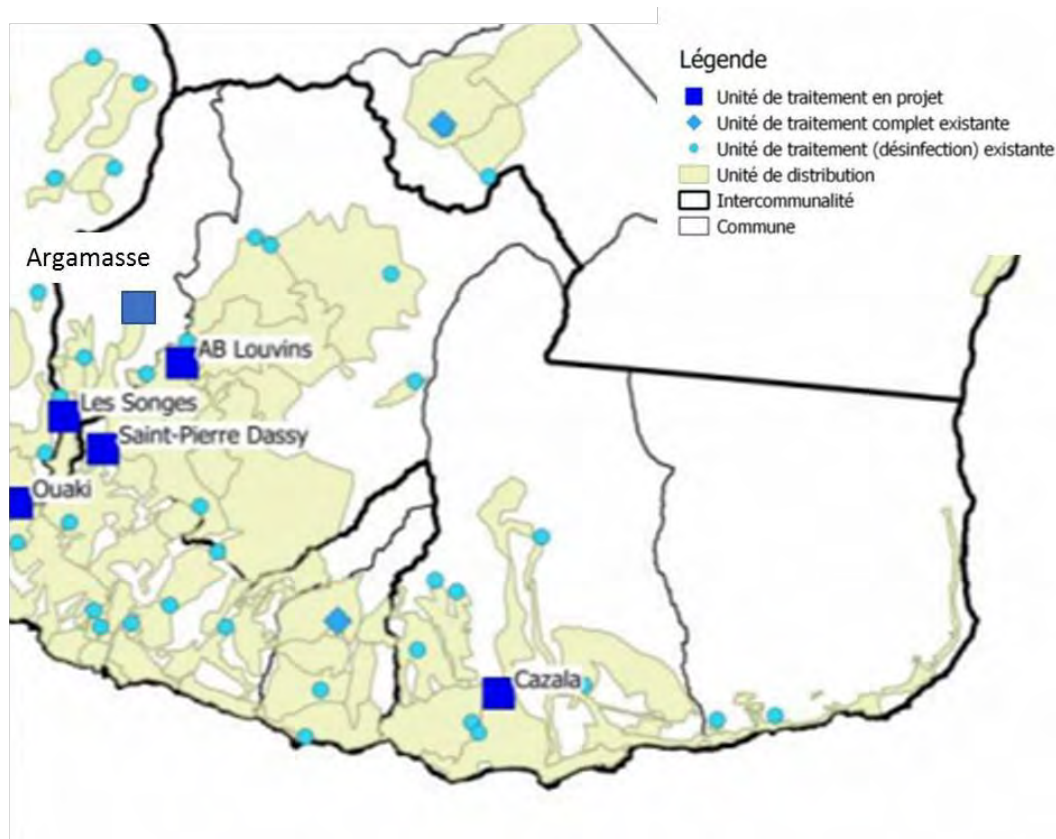 Légende
Unité de traitement en projet
Unité de traitement complet existante
Unité de traitement (désinfection) existante
Unité de distribution
Intercommunalité
Commune
Argamasse
AB Louvins
Les Songes
Saint-Pierre Dassy
Ouaki
Cazala